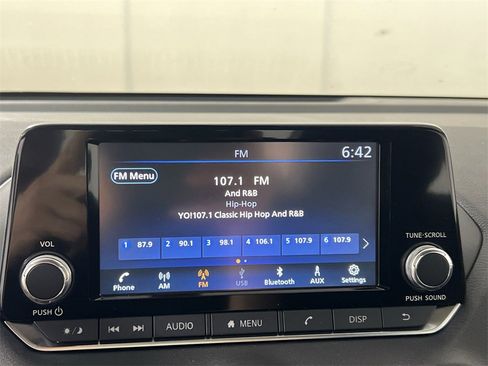 FM
6:42
FM Menu
107.1 FM
And R&B
Hip-Hop
YO!107.1 Classic Hip Hop And R&B
1 87.9 2 90.1 3 98.1 4 106.1 5 107.9 6 107.9
Phone AM FM USB Bluetooth AUX Settings
VOL
TUNE·SCROLL
PUSH
PUSH SOUND
AUDIO MENU DISP